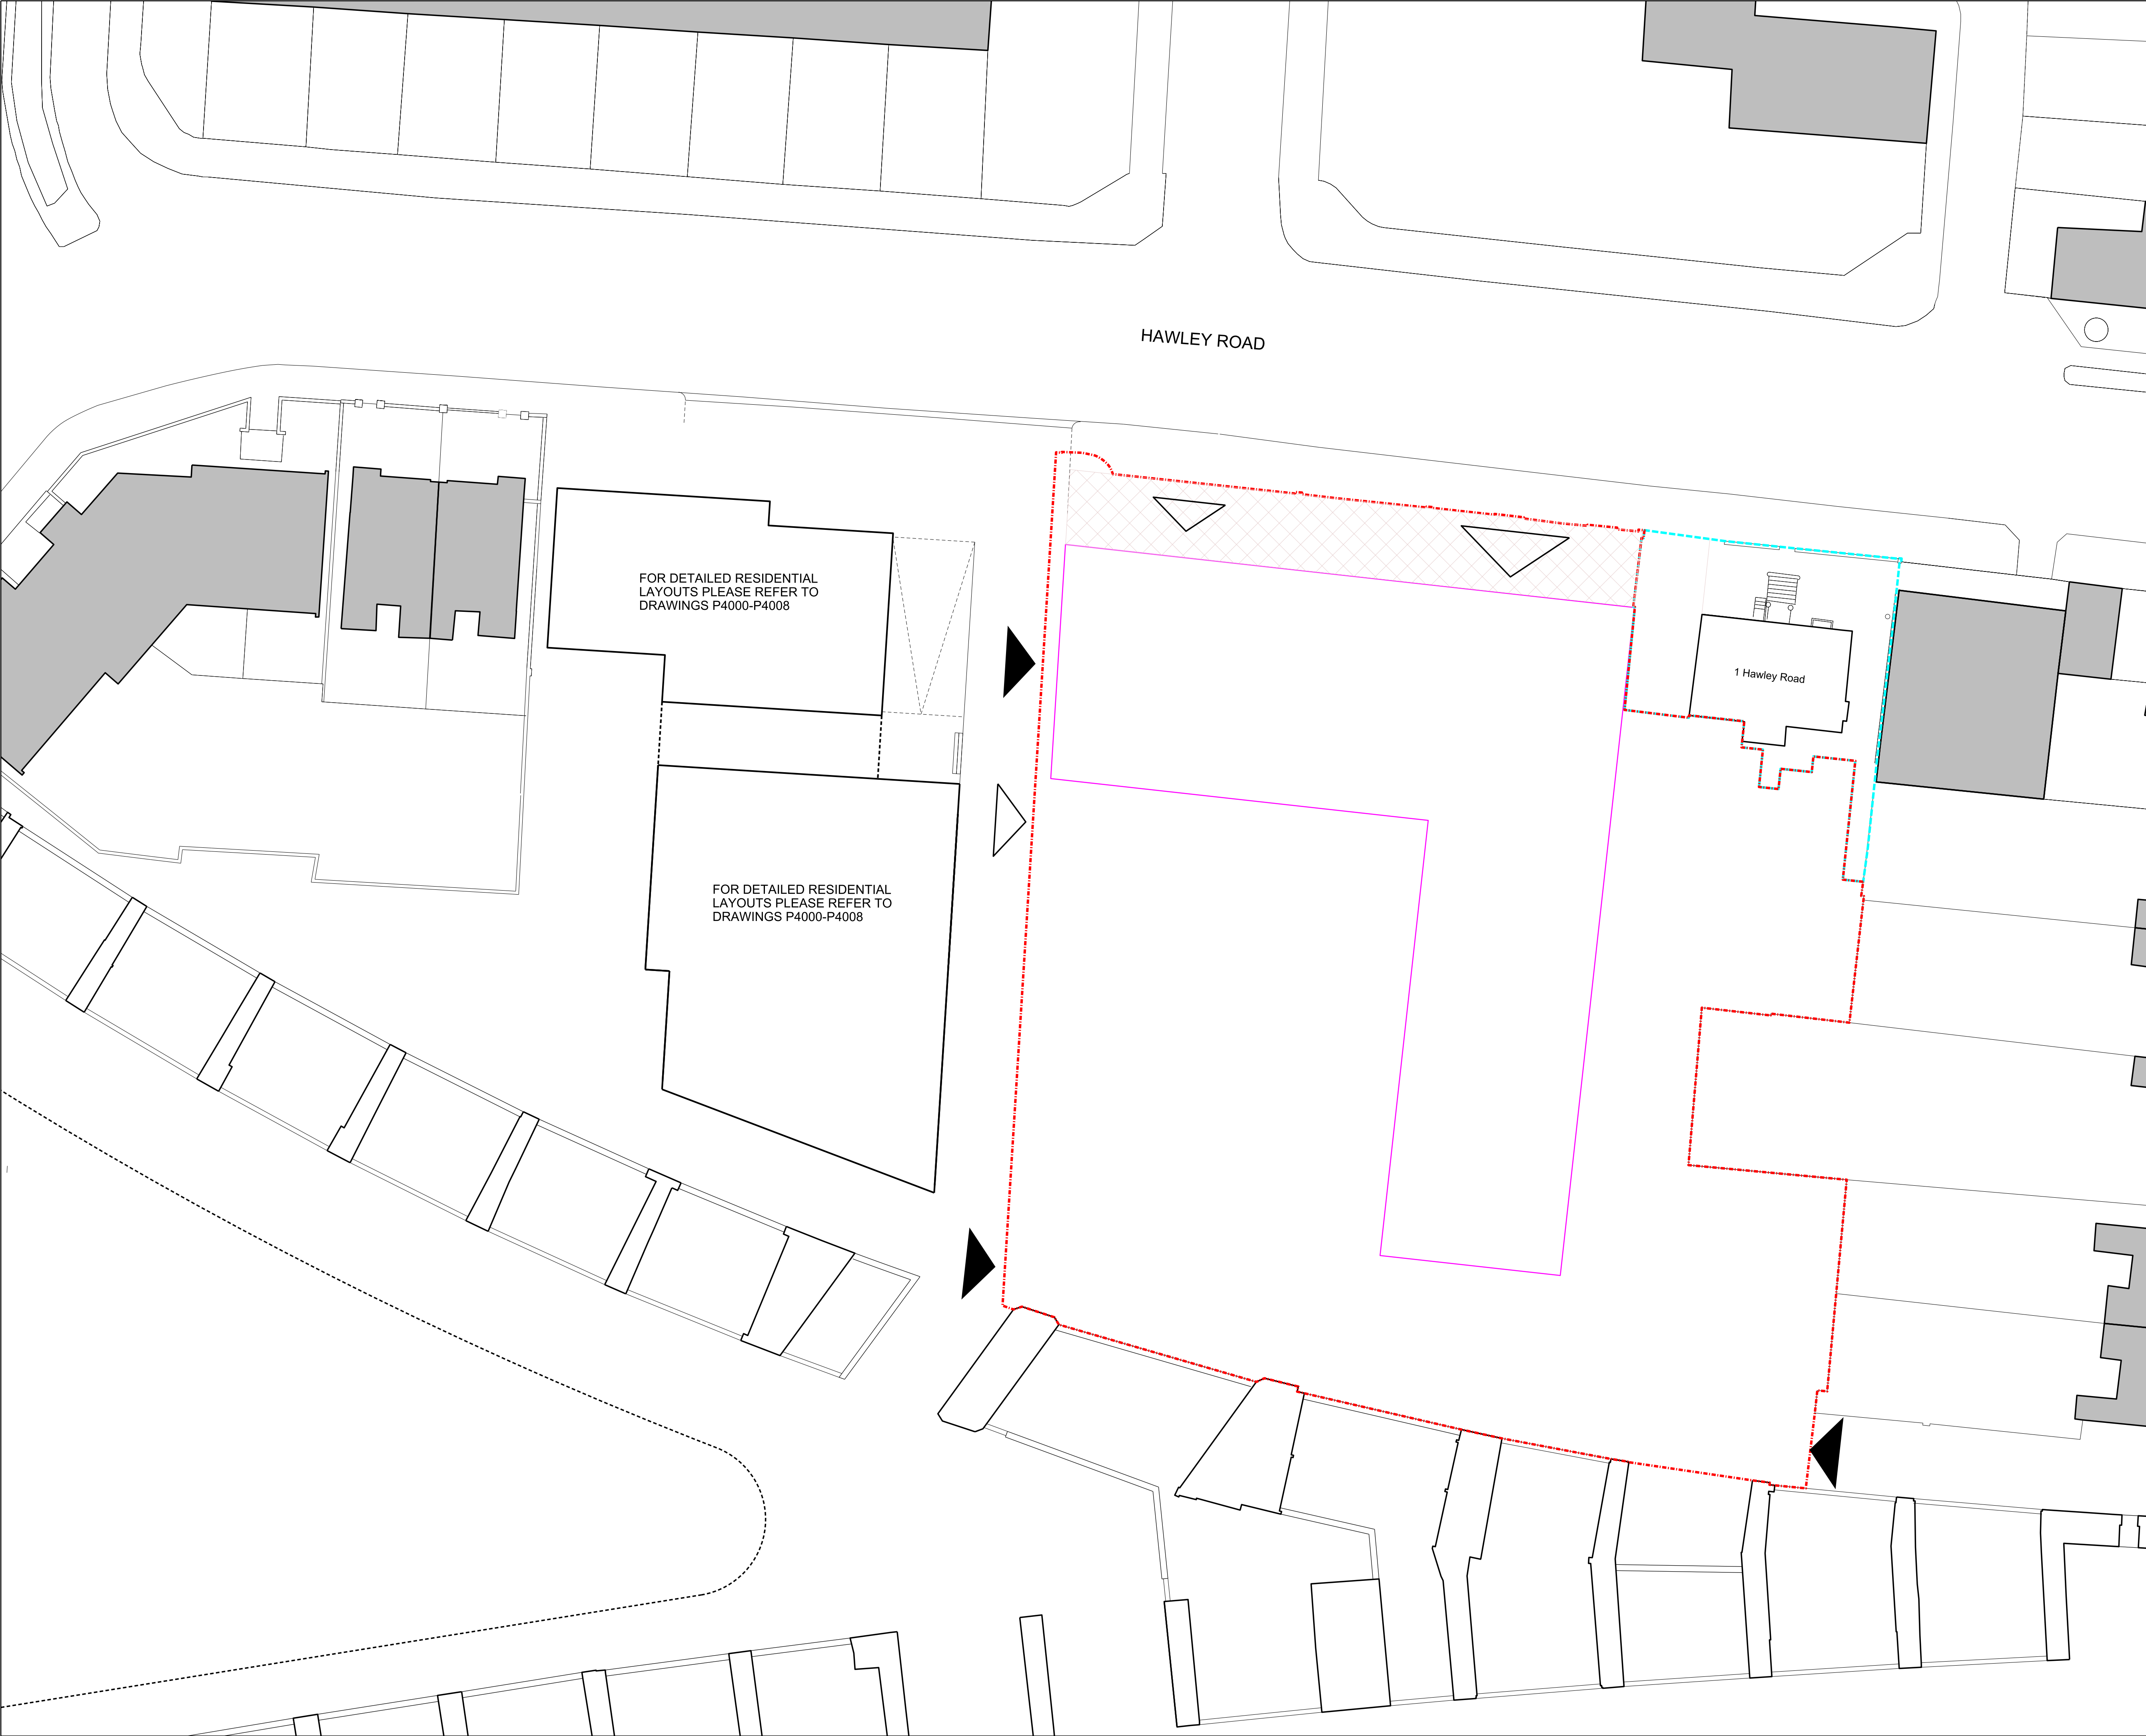 HAWLEY ROAD
FOR DETAILED RESIDENTIAL
LAYOUTS PLEASE REFER TO
DRAWINGS P4000-P4008
1 Hawley Road
FOR DETAILED RESIDENTIAL
LAYOUTS PLEASE REFER TO
DRAWINGS P4000-P4008